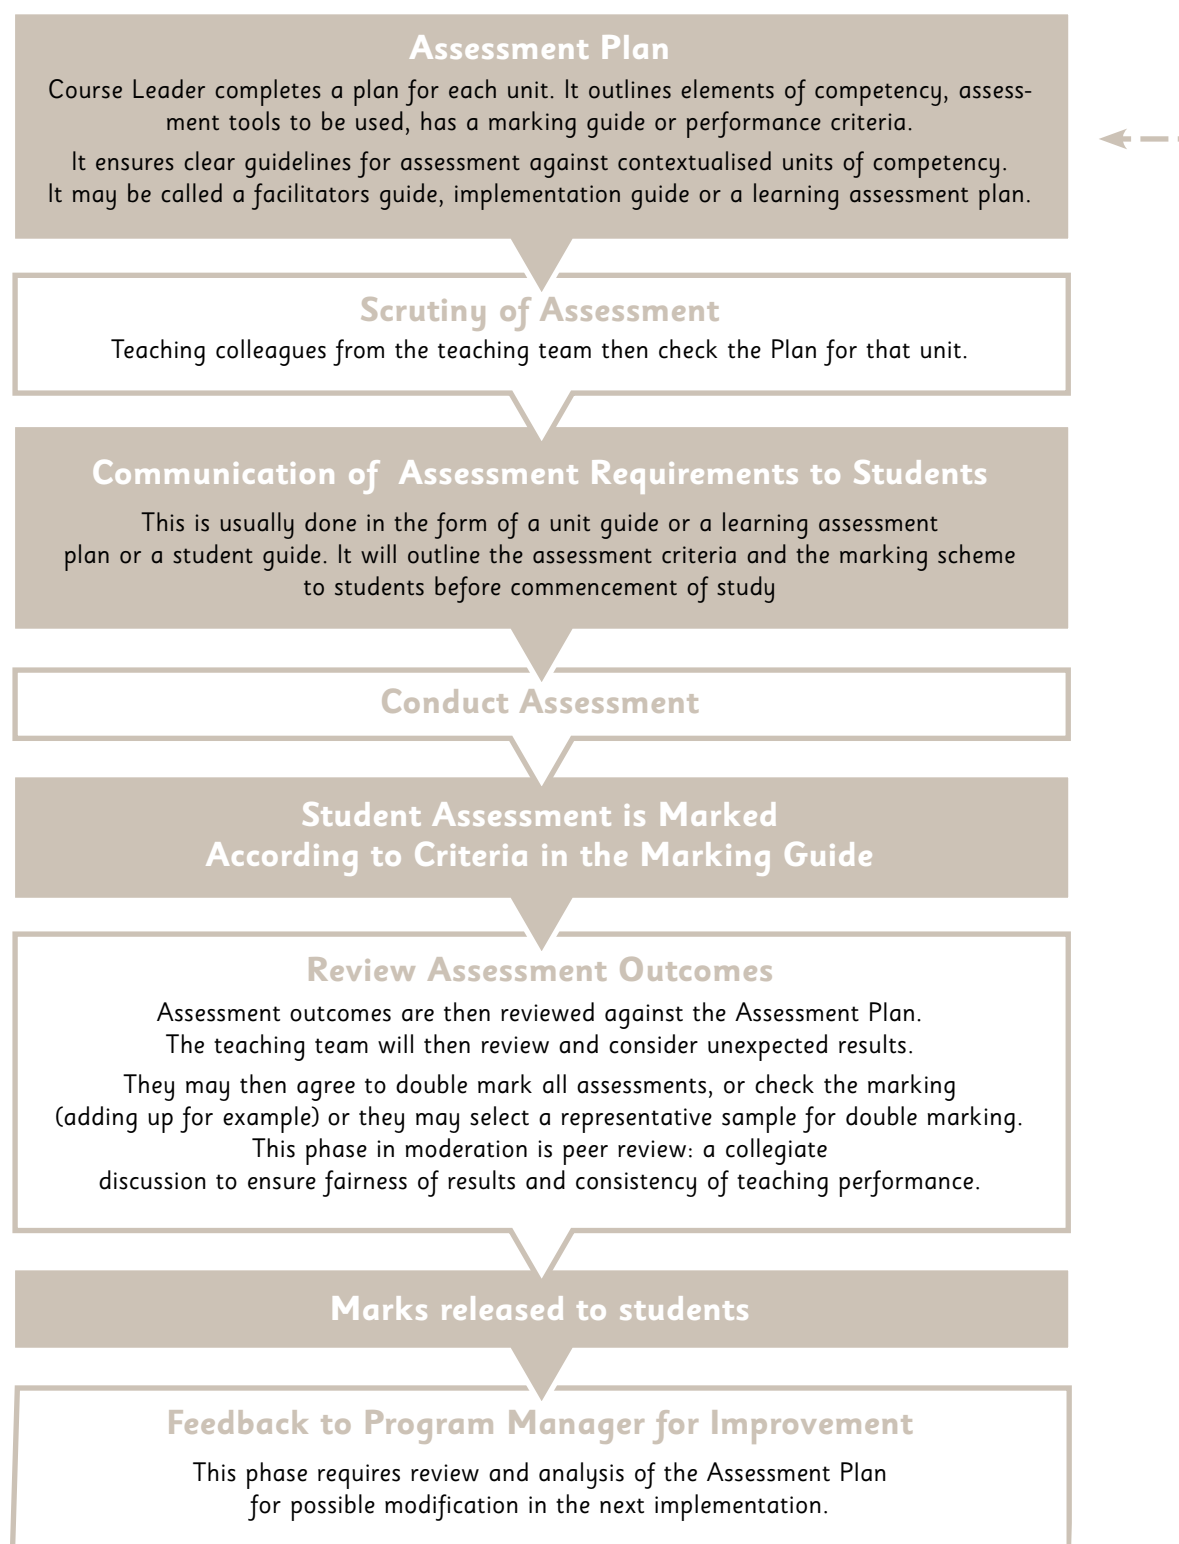 Assessment Plan
Course Leader completes a plan for each unit. It outlines elements of competency, assess-
ment tools to be used, has a marking guide or performance criteria.
It ensures clear guidelines for assessment against contextualised units of competency.
It may be called a facilitators guide, implementation guide or a learning assessment plan.
Scrutiny of Assessment
Teaching colleagues from the teaching team then check the Plan for that unit.
Communication of Assessment Requirements to Students
This is usually done in the form of a unit guide or a learning assessment
plan or a student guide. It will outline the assessment criteria and the marking scheme
to students before commencement of study
Conduct Assessment
Student Assessment is Marked
According to Criteria in the Marking Guide
Review Assessment Outcomes
Assessment outcomes are then reviewed against the Assessment Plan.
The teaching team will then review and consider unexpected results.
They may then agree to double mark all assessments, or check the marking
(adding up for example) or they may select a representative sample for double marking.
This phase in moderation is peer review: a collegiate
discussion to ensure fairness of results and consistency of teaching performance.
Marks released to students
Feedback to Program Manager for Improvement
This phase requires review and analysis of the Assessment Plan
for possible modification in the next implementation.